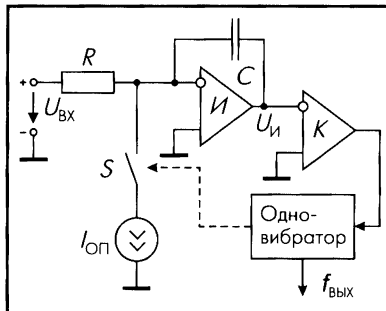 R
C
+
U_ВХ
-
И
U_И
К
S
I_ОП
Одно-
вибратор
f_ВЫХ